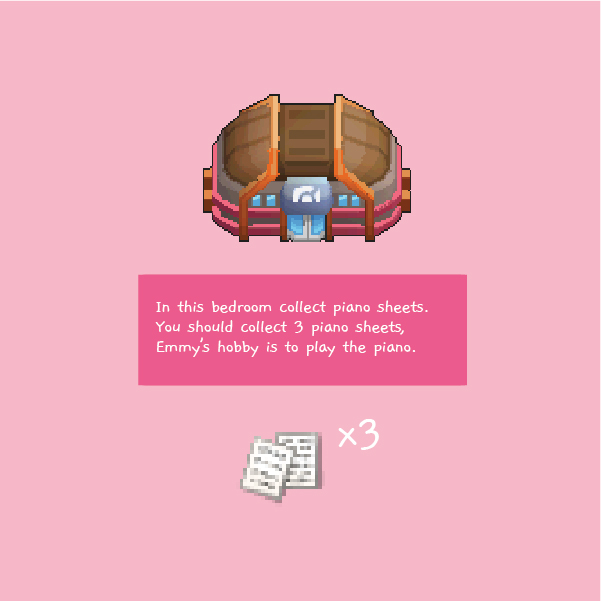 In this bedroom collect piano sheets.
You should collect 3 piano sheets,
Emmy's hobby is to play the piano.
x3